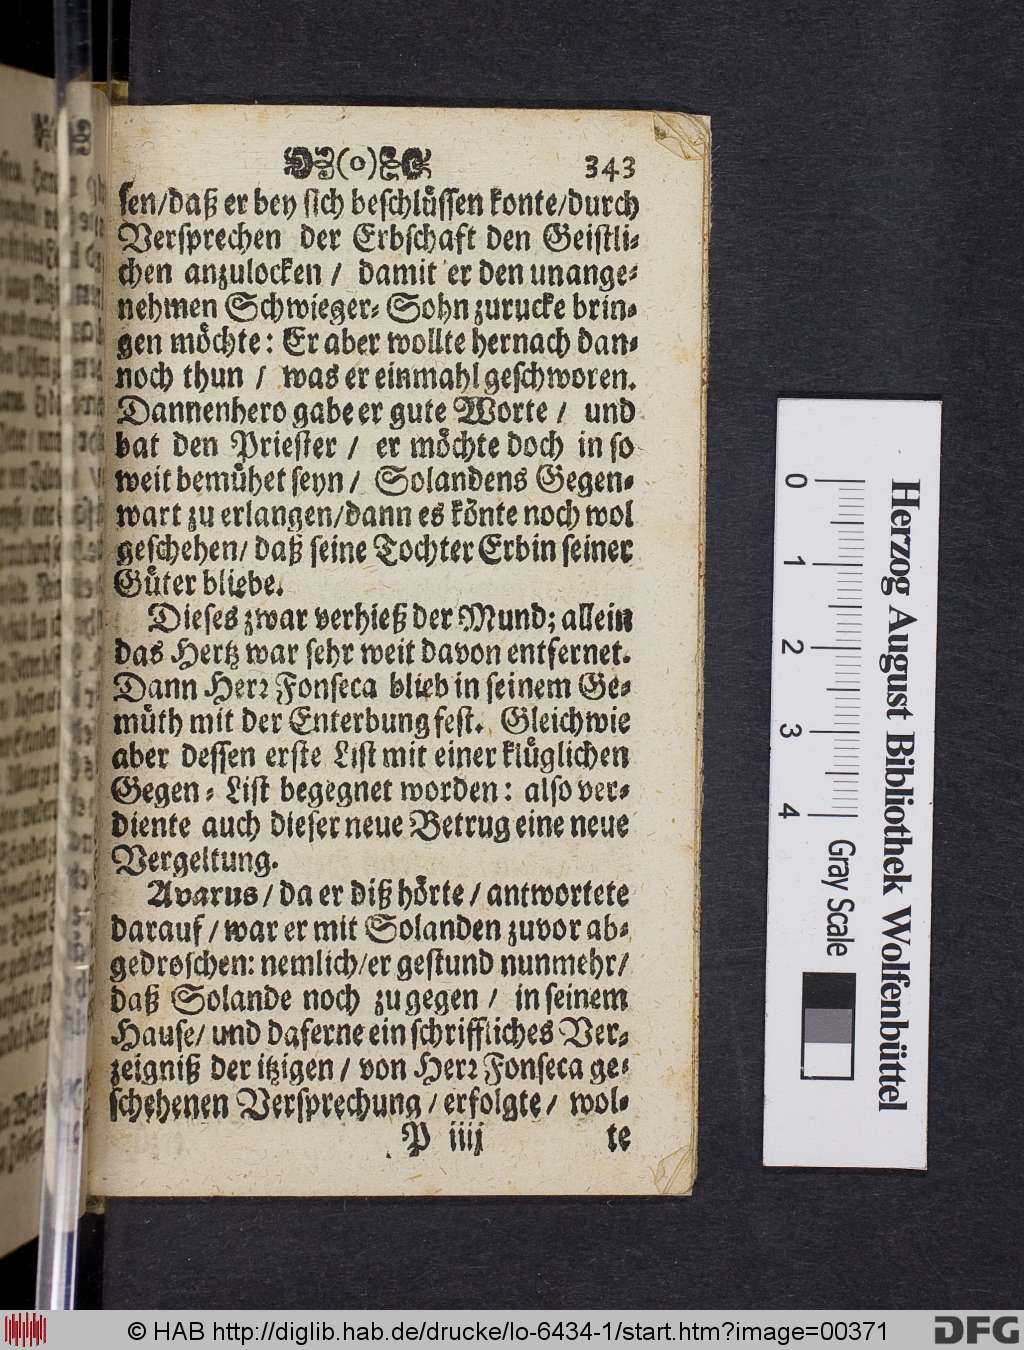 (o) 343
sen/daß er bey sich beschlüssen konte/durch
Versprechen der Erbschaft den Geistli-
chen anzulocken / damit er den unange-
nehmen Schwieger-Sohn zurucke brin-
gen möchte: Er aber wollte hernach dan-
noch thun / was er einmahl geschworen.
Dannenhero gabe er gute Worte / und
bat den Priester / er möchte doch in so
weit bemühet seyn / Solandens Gegen-
wart zu erlangen/dann es könte noch wol
geschehen/ daß seine Tochter Erbin seiner
Güter bliebe.
Dieses zwar verhieß der Mund; allein
das Hertz war sehr weit davon entfernet.
Dann Herr Fonseca blieb in seinem Ge-
müth mit der Enterbung fest. Gleichwie
aber dessen erste List mit einer klüglichen
Gegen-List begegnet worden: also ver-
diente auch dieser neue Betrug eine neue
Vergeltung.
Avarus / da er diß hörte / antwortete
darauf / war er mit Solanden zuvor ab-
gedroschen: nemlich/er gestund nunmehr/
daß Solande noch zugegen / in seinem
Hause/ und daferne ein schriffliches Ver-
zeigniß der itzigen / von Herr Fonseca ge-
schehenen Versprechung / erfolgte / wol-
P iiij te
0 1 2 3 4
Gray Scale
Herzog August Bibliothek Wolfenbüttel
© HAB http://diglib.hab.de/drucke/lo-6434-1/start.htm?image=00371
DFG